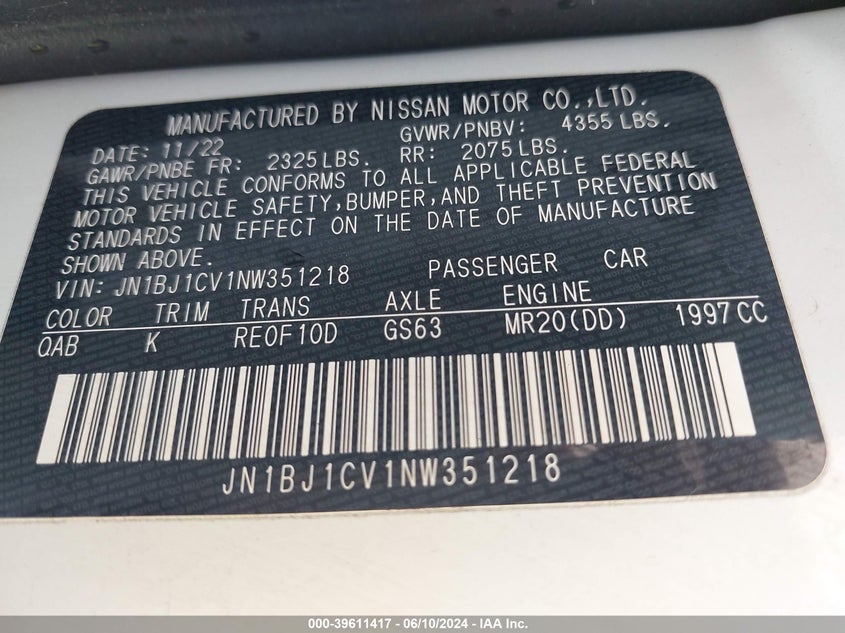 MANUFACTURED BY NISSAN MOTOR CO.,LTD.
DATE: 11/22 GVWR/PNBV: 4355 LBS.
GAWR/PNBE FR: 2325 LBS. RR: 2075 LBS.
THIS VEHICLE CONFORMS TO ALL APPLICABLE FEDERAL
MOTOR VEHICLE SAFETY,BUMPER,AND THEFT PREVENTION
STANDARDS IN EFFECT ON THE DATE OF MANUFACTURE
SHOWN ABOVE.
VIN: JN1BJ1CV1NW351218 PASSENGER CAR
COLOR TRIM TRANS AXLE ENGINE
QAB K RE0F10D GS63 MR20(DD) 1997 CC
JN1BJ1CV1NW351218
000-39611417 - 06/10/2024 - IAA Inc.